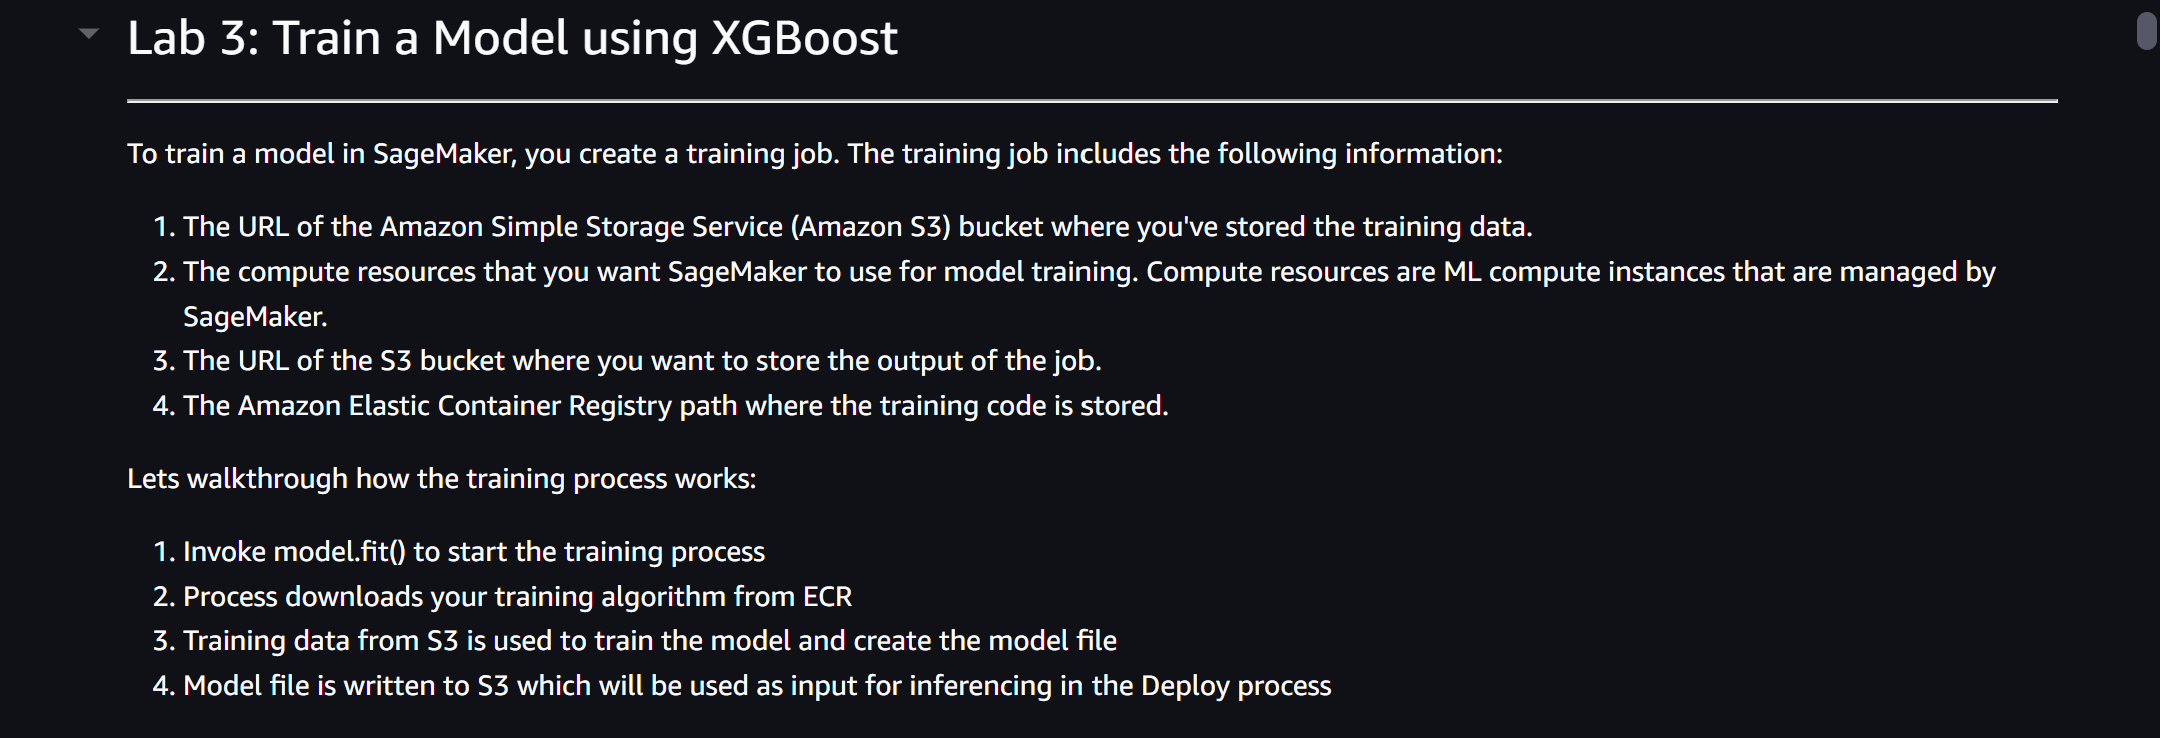 Lab 3: Train a Model using XGBoost
To train a model in SageMaker, you create a training job. The training job includes the following information:
1. The URL of the Amazon Simple Storage Service (Amazon S3) bucket where you've stored the training data.
2. The compute resources that you want SageMaker to use for model training. Compute resources are ML compute instances that are managed by
SageMaker.
3. The URL of the S3 bucket where you want to store the output of the job.
4. The Amazon Elastic Container Registry path where the training code is stored.
Lets walkthrough how the training process works:
1. Invoke model.fit() to start the training process
2. Process downloads your training algorithm from ECR
3. Training data from S3 is used to train the model and create the model file
4. Model file is written to S3 which will be used as input for inferencing in the Deploy process